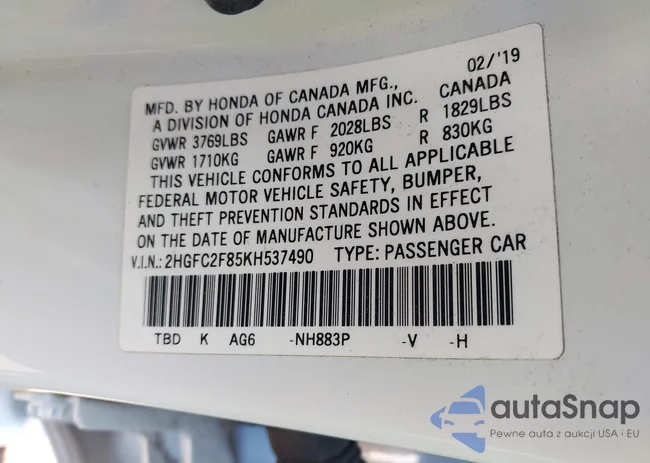 MFD. BY HONDA OF CANADA MFG., 02/'19
A DIVISION OF HONDA CANADA INC. CANADA
GVWR 3769LBS GAWR F 2028LBS R 1829LBS
GVWR 1710KG GAWR F 920KG R 830KG
THIS VEHICLE CONFORMS TO ALL APPLICABLE
FEDERAL MOTOR VEHICLE SAFETY, BUMPER,
AND THEFT PREVENTION STANDARDS IN EFFECT
ON THE DATE OF MANUFACTURE SHOWN ABOVE.
V.I.N.: 2HGFC2F85KH537490 TYPE: PASSENGER CAR
TBD K AG6 -NH883P -V -H
autaSnap
Pewne auta z aukcji USA i EU